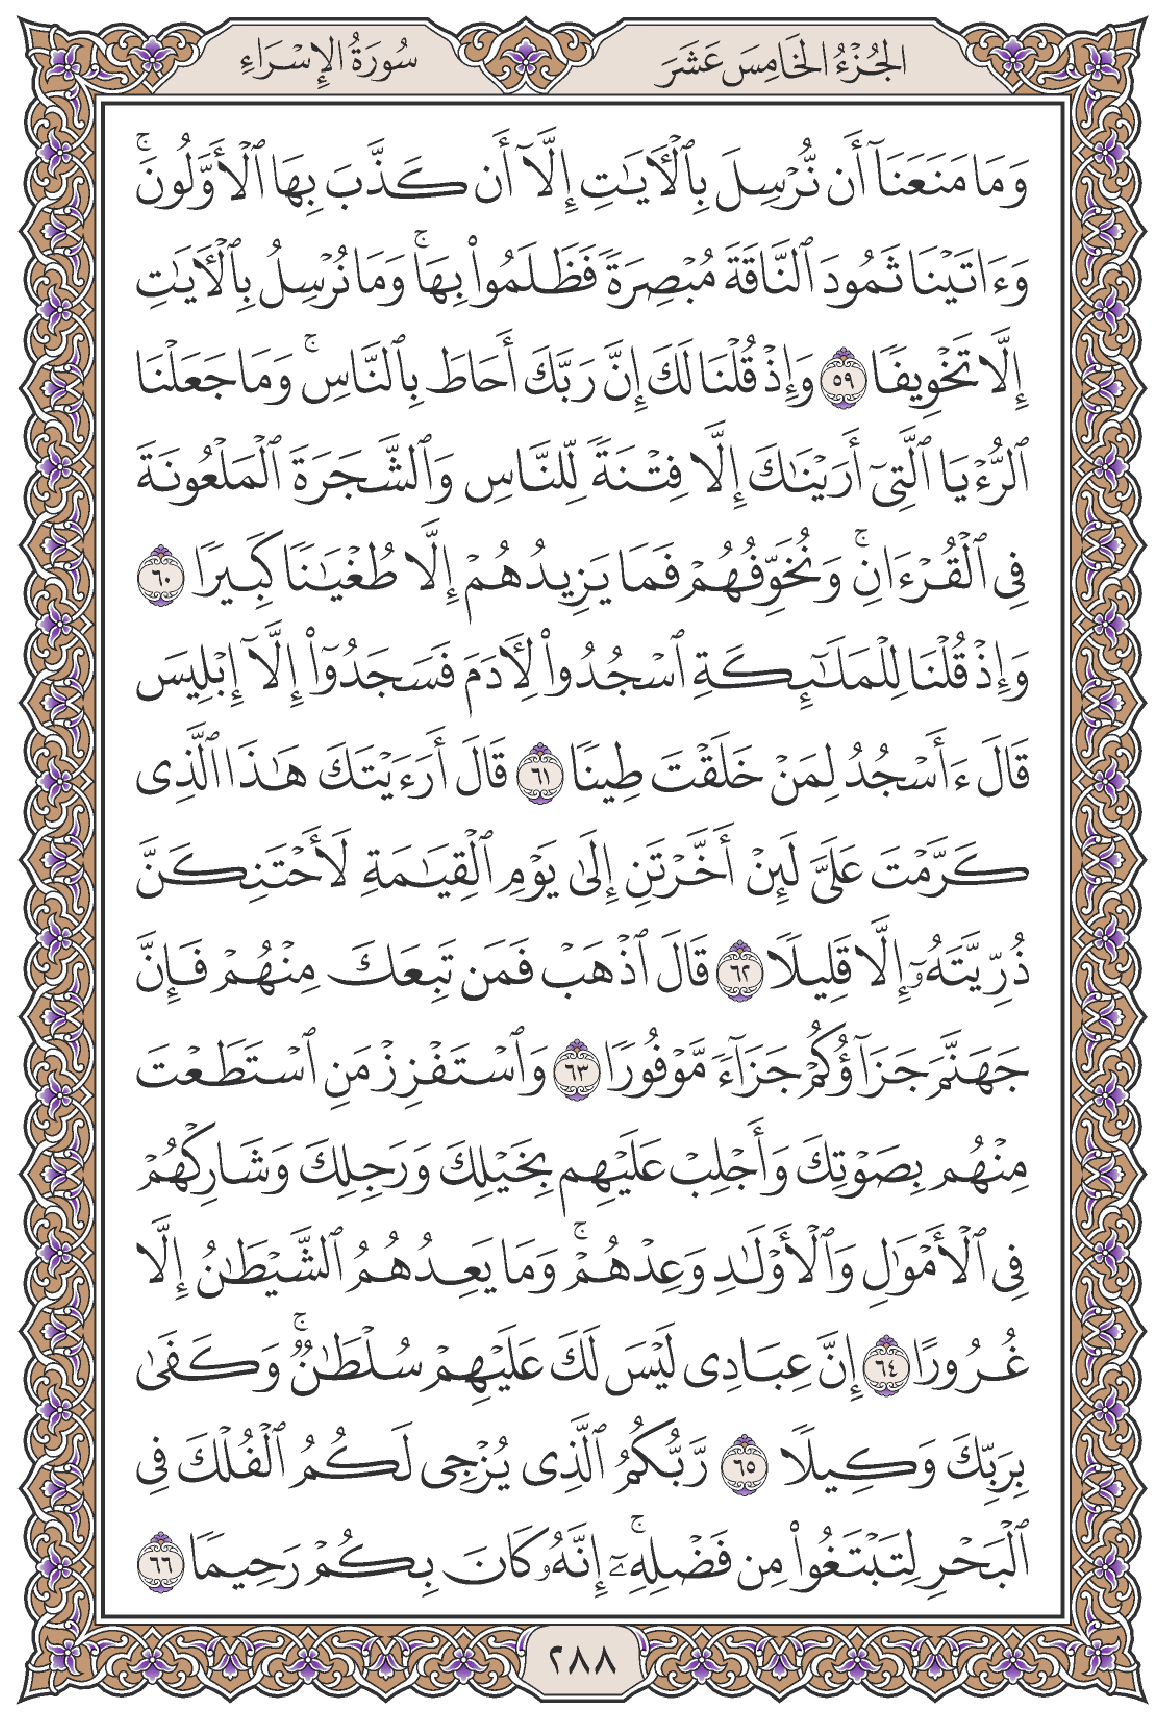 الجُزْءُ الخَامِسَ عَشَرَ
سُورَةُ الإِسْرَاءِ
وَمَا مَنَعَنَآ أَن نُّرْسِلَ بِٱلْأٓيَٰتِ إِلَّآ أَن كَذَّبَ بِهَا ٱلْأَوَّلُونَۚ
وَءَاتَيْنَا ثَمُودَ ٱلنَّاقَةَ مُبْصِرَةً فَظَلَمُوا۟ بِهَاۚ وَمَا نُرْسِلُ بِٱلْأٓيَٰتِ
إِلَّا تَخْوِيفًا ٥٩ وَإِذْ قُلْنَا لَكَ إِنَّ رَبَّكَ أَحَاطَ بِٱلنَّاسِۚ وَمَا جَعَلْنَا
ٱلرُّءْيَا ٱلَّتِىٓ أَرَيْنَٰكَ إِلَّا فِتْنَةً لِّلنَّاسِ وَٱلشَّجَرَةَ ٱلْمَلْعُونَةَ
فِى ٱلْقُرْءَانِۚ وَنُخَوِّفُهُمْ فَمَا يَزِيدُهُمْ إِلَّا طُغْيَٰنًا كَبِيرًا ٦٠
وَإِذْ قُلْنَا لِلْمَلَٰٓئِكَةِ ٱسْجُدُوا۟ لِأٓدَمَ فَسَجَدُوٓا۟ إِلَّآ إِبْلِيسَ
قَالَ ءَأَسْجُدُ لِمَنْ خَلَقْتَ طِينًا ٦١ قَالَ أَرَءَيْتَكَ هَٰذَا ٱلَّذِى
كَرَّمْتَ عَلَىَّ لَئِنْ أَخَّرْتَنِ إِلَىٰ يَوْمِ ٱلْقِيَٰمَةِ لَأَحْتَنِكَنَّ
ذُرِّيَّتَهُۥٓ إِلَّا قَلِيلًا ٦٢ قَالَ ٱذْهَبْ فَمَن تَبِعَكَ مِنْهُمْ فَإِنَّ
جَهَنَّمَ جَزَآؤُكُمْ جَزَآءً مَّوْفُورًا ٦٣ وَٱسْتَفْزِزْ مَنِ ٱسْتَطَعْتَ
مِنْهُم بِصَوْتِكَ وَأَجْلِبْ عَلَيْهِم بِخَيْلِكَ وَرَجِلِكَ وَشَارِكْهُمْ
فِى ٱلْأَمْوَٰلِ وَٱلْأَوْلَٰدِ وَعِدْهُمْۚ وَمَا يَعِدُهُمُ ٱلشَّيْطَٰنُ إِلَّا
غُرُورًا ٦٤ إِنَّ عِبَادِى لَيْسَ لَكَ عَلَيْهِمْ سُلْطَٰنٌۚ وَكَفَىٰ
بِرَبِّكَ وَكِيلًا ٦٥ رَّبُّكُمُ ٱلَّذِى يُزْجِى لَكُمُ ٱلْفُلْكَ فِى
ٱلْبَحْرِ لِتَبْتَغُوا۟ مِن فَضْلِهِۦٓۚ إِنَّهُۥ كَانَ بِكُمْ رَحِيمًا ٦٦
٢٨٨